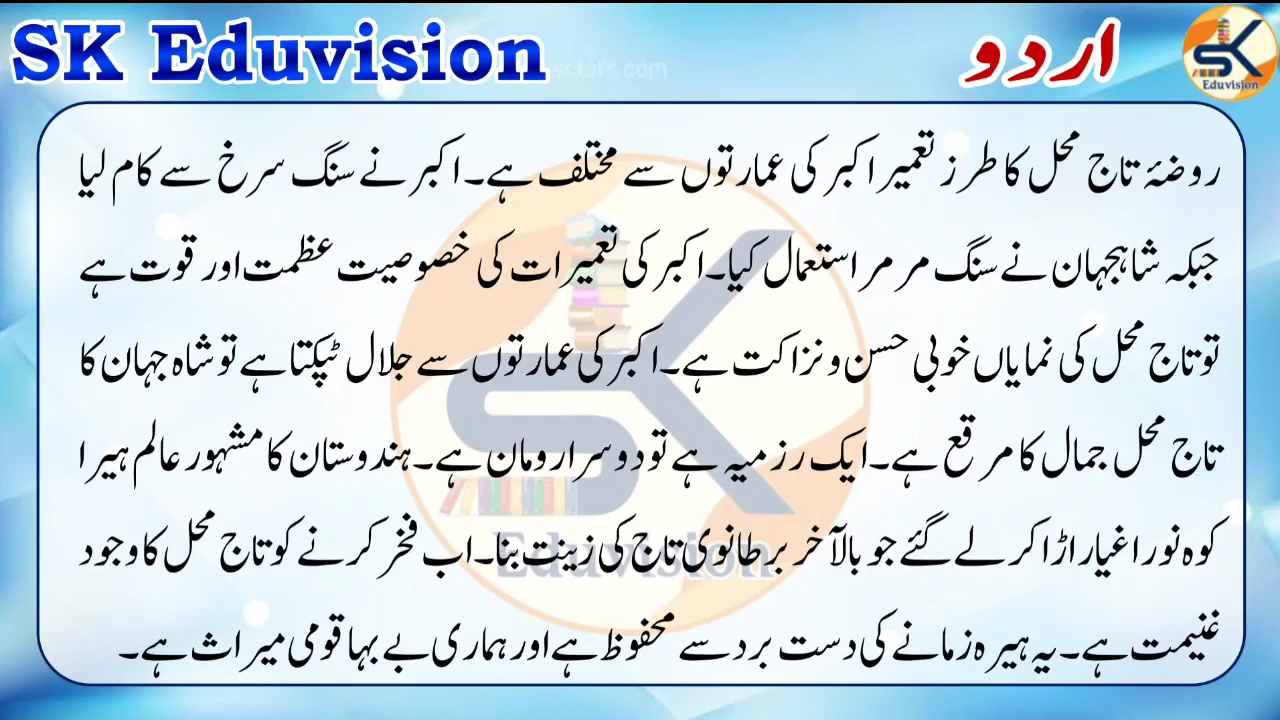 SK Eduvision
اردو
SK
Eduvision
روضۂ تاج محل کا طرز تعمیر اکبر کی عمارتوں سے مختلف ہے۔ اکبر نے سنگ سرخ سے کام لیا
جبکہ شاہجہان نے سنگ مرمر استعمال کیا۔ اکبر کی تعمیرات کی خصوصیت عظمت اور قوت ہے
تو تاج محل کی نمایاں خوبی حسن و نزاکت ہے۔ اکبر کی عمارتوں سے جلال ٹپکتا ہے تو شاہ جہان کا
تاج محل جمال کا مرقع ہے۔ ایک رزمیہ ہے تو دوسرا رومان ہے۔ ہندوستان کا مشہور عالم ہیرا
کوہ نور اغیار اڑا کر لے گئے جو بالآخر برطانوی تاج کی زینت بنا۔ اب فخر کرنے کو تاج محل کا وجود
غنیمت ہے۔ یہ ہیرہ زمانے کی دست برد سے محفوظ ہے اور ہماری بے بہا قومی میراث ہے۔
SK
Eduvision